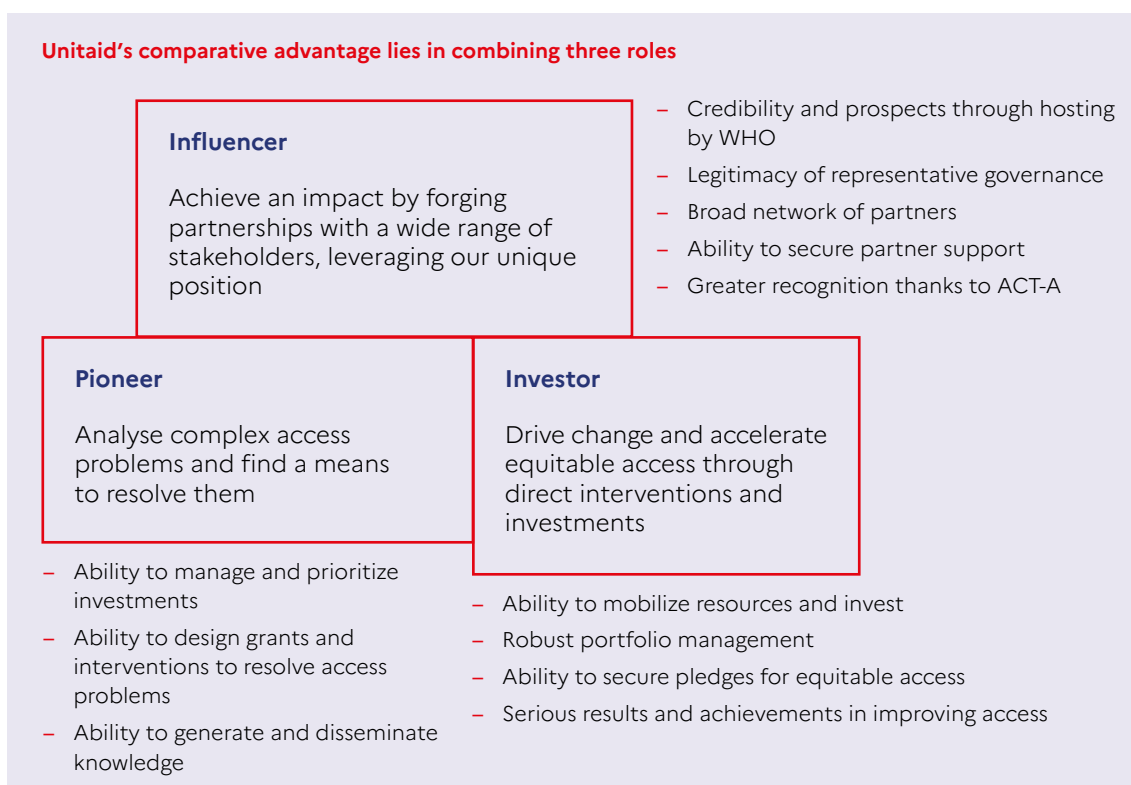 Unitaid's comparative advantage lies in combining three roles
Influencer
Achieve an impact by forging
partnerships with a wide range of
stakeholders, leveraging our unique
position
– Credibility and prospects through hosting
by WHO
– Legitimacy of representative governance
– Broad network of partners
– Ability to secure partner support
– Greater recognition thanks to ACT-A
Pioneer
Analyse complex access
problems and find a means
to resolve them
– Ability to manage and prioritize
investments
– Ability to design grants and
interventions to resolve access
problems
– Ability to generate and disseminate
knowledge
Investor
Drive change and accelerate
equitable access through
direct interventions and
investments
– Ability to mobilize resources and invest
– Robust portfolio management
– Ability to secure pledges for equitable access
– Serious results and achievements in improving access